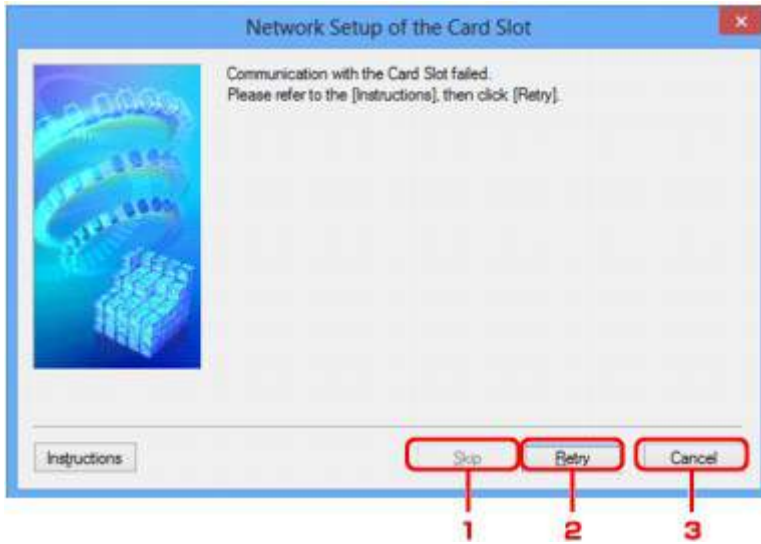 Network Setup of the Card Slot
Communication with the Card Slot failed.
Please refer to the [Instructions], then click [Retry].
Instructions Skip Retry Cancel
1 2 3